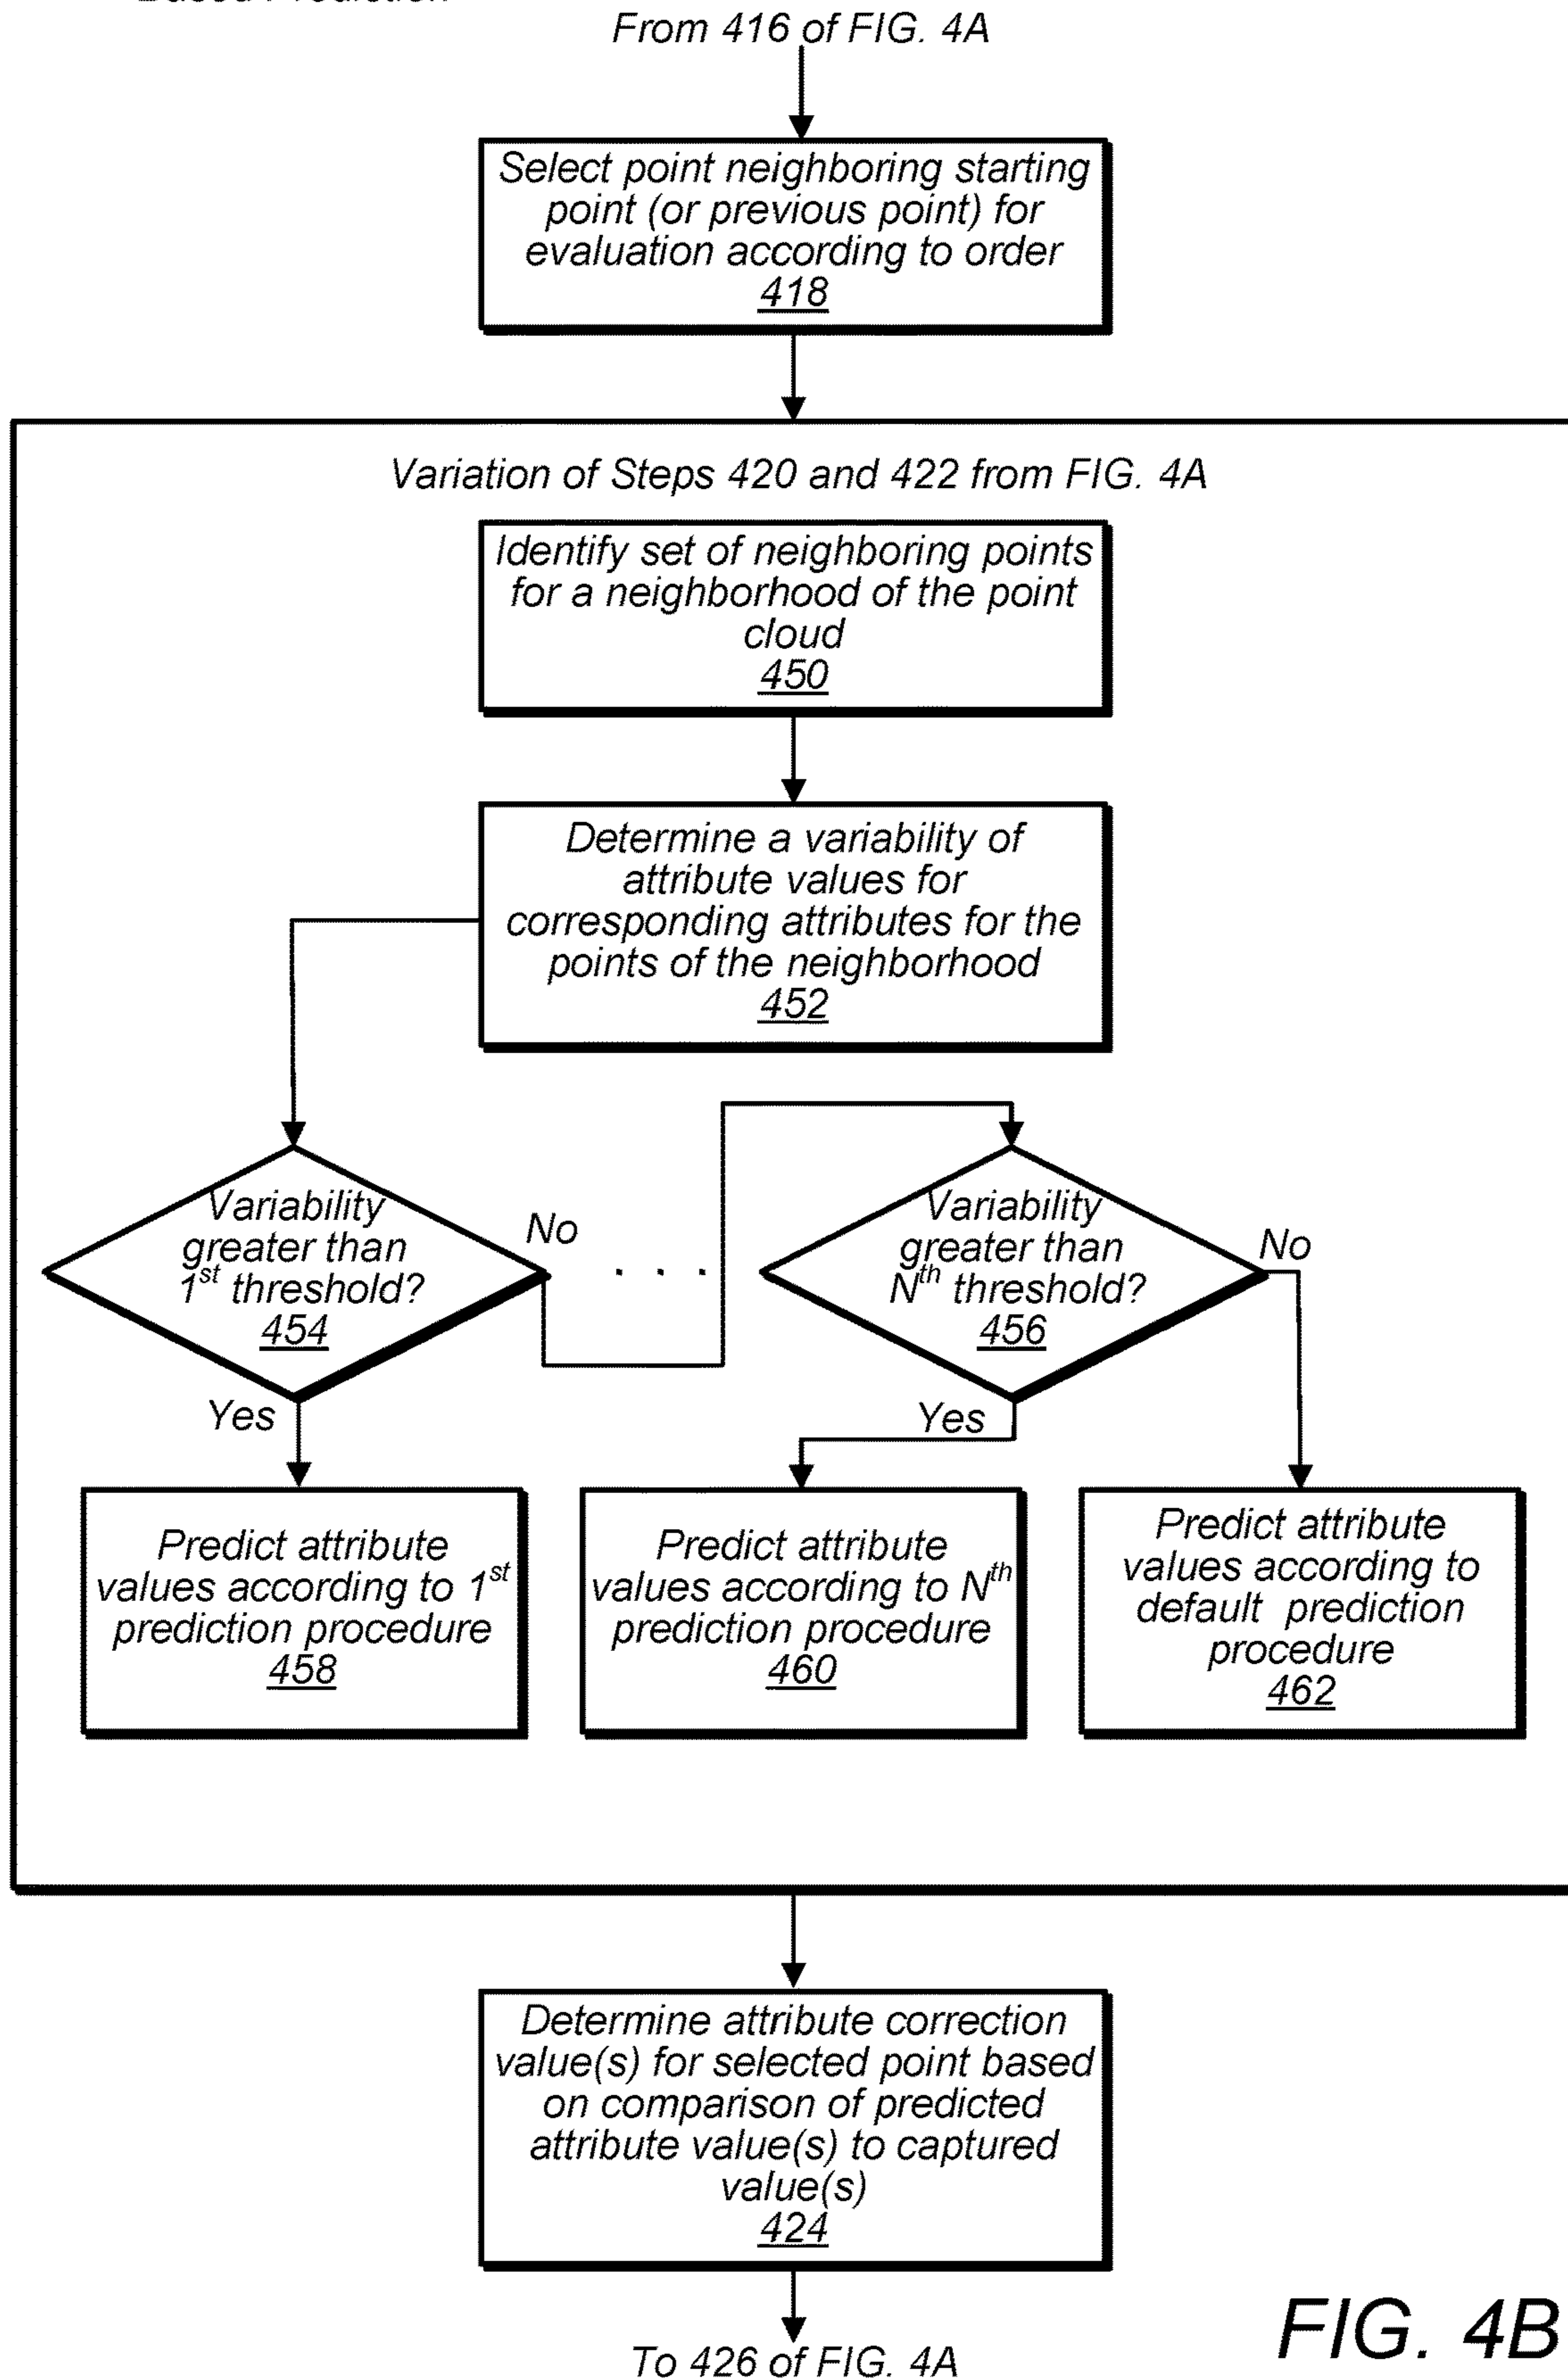 From 416 of FIG. 4A
Select point neighboring starting
point (or previous point) for
evaluation according to order
418
Variation of Steps 420 and 422 from FIG. 4A
Identify set of neighboring points
for a neighborhood of the point
cloud
450
Determine a variability of
attribute values for
corresponding attributes for the
points of the neighborhood
452
Variability
greater than
1st threshold?
454
No
. . .
Yes
Variability
greater than
Nth threshold?
456
No
Yes
Predict attribute
values according to 1st
prediction procedure
458
Predict attribute
values according to Nth
prediction procedure
460
Predict attribute
values according to
default prediction
procedure
462
Determine attribute correction
value(s) for selected point based
on comparison of predicted
attribute value(s) to captured
value(s)
424
To 426 of FIG. 4A
FIG. 4B